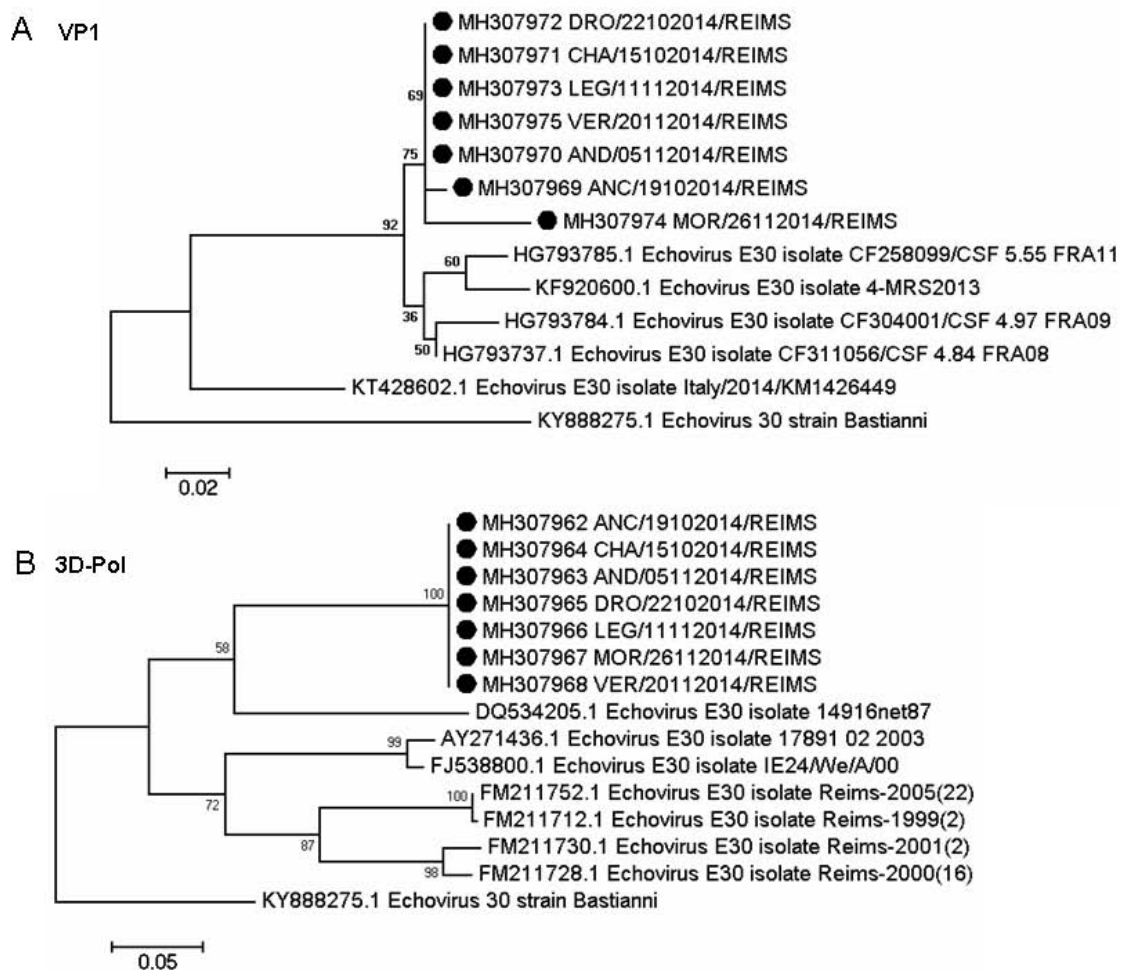 A VP1
MH307972 DRO/22102014/REIMS
MH307971 CHA/15102014/REIMS
69
MH307973 LEG/11112014/REIMS
MH307975 VER/20112014/REIMS
75
MH307970 AND/05112014/REIMS
MH307969 ANC/19102014/REIMS
92
MH307974 MOR/26112014/REIMS
60
HG793785.1 Echovirus E30 isolate CF258099/CSF 5.55 FRA11
KF920600.1 Echovirus E30 isolate 4-MRS2013
36
HG793784.1 Echovirus E30 isolate CF304001/CSF 4.97 FRA09
50
HG793737.1 Echovirus E30 isolate CF311056/CSF 4.84 FRA08
KT428602.1 Echovirus E30 isolate Italy/2014/KM1426449
KY888275.1 Echovirus 30 strain Bastianni
0.02
B 3D-Pol
MH307962 ANC/19102014/REIMS
MH307964 CHA/15102014/REIMS
MH307963 AND/05112014/REIMS
100
MH307965 DRO/22102014/REIMS
MH307966 LEG/11112014/REIMS
58
MH307967 MOR/26112014/REIMS
MH307968 VER/20112014/REIMS
DQ534205.1 Echovirus E30 isolate 14916net87
99
AY271436.1 Echovirus E30 isolate 17891 02 2003
FJ538800.1 Echovirus E30 isolate IE24/We/A/00
72
100
FM211752.1 Echovirus E30 isolate Reims-2005(22)
FM211712.1 Echovirus E30 isolate Reims-1999(2)
87
FM211730.1 Echovirus E30 isolate Reims-2001(2)
98
FM211728.1 Echovirus E30 isolate Reims-2000(16)
KY888275.1 Echovirus 30 strain Bastianni
0.05